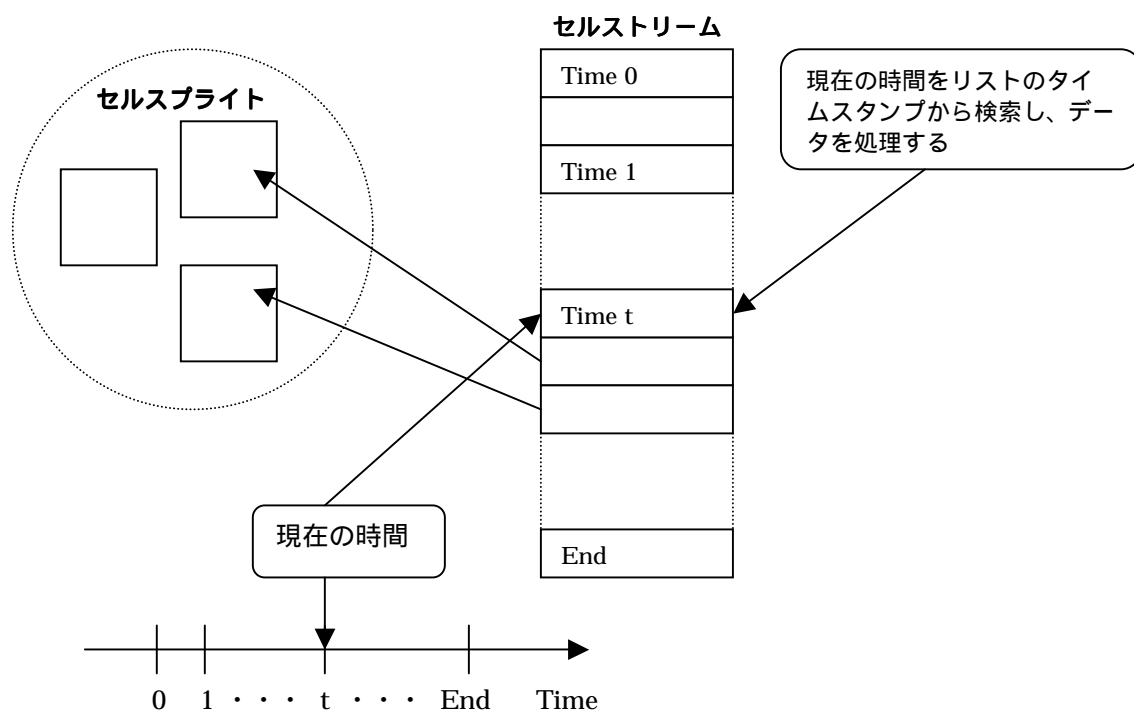 セルストリーム
セルスプライト
Time 0
Time 1
Time t
End
現在の時間をリストのタイ
ムスタンプから検索し、デー
タを処理する
現在の時間
0 1 ・・・ t ・・・ End Time